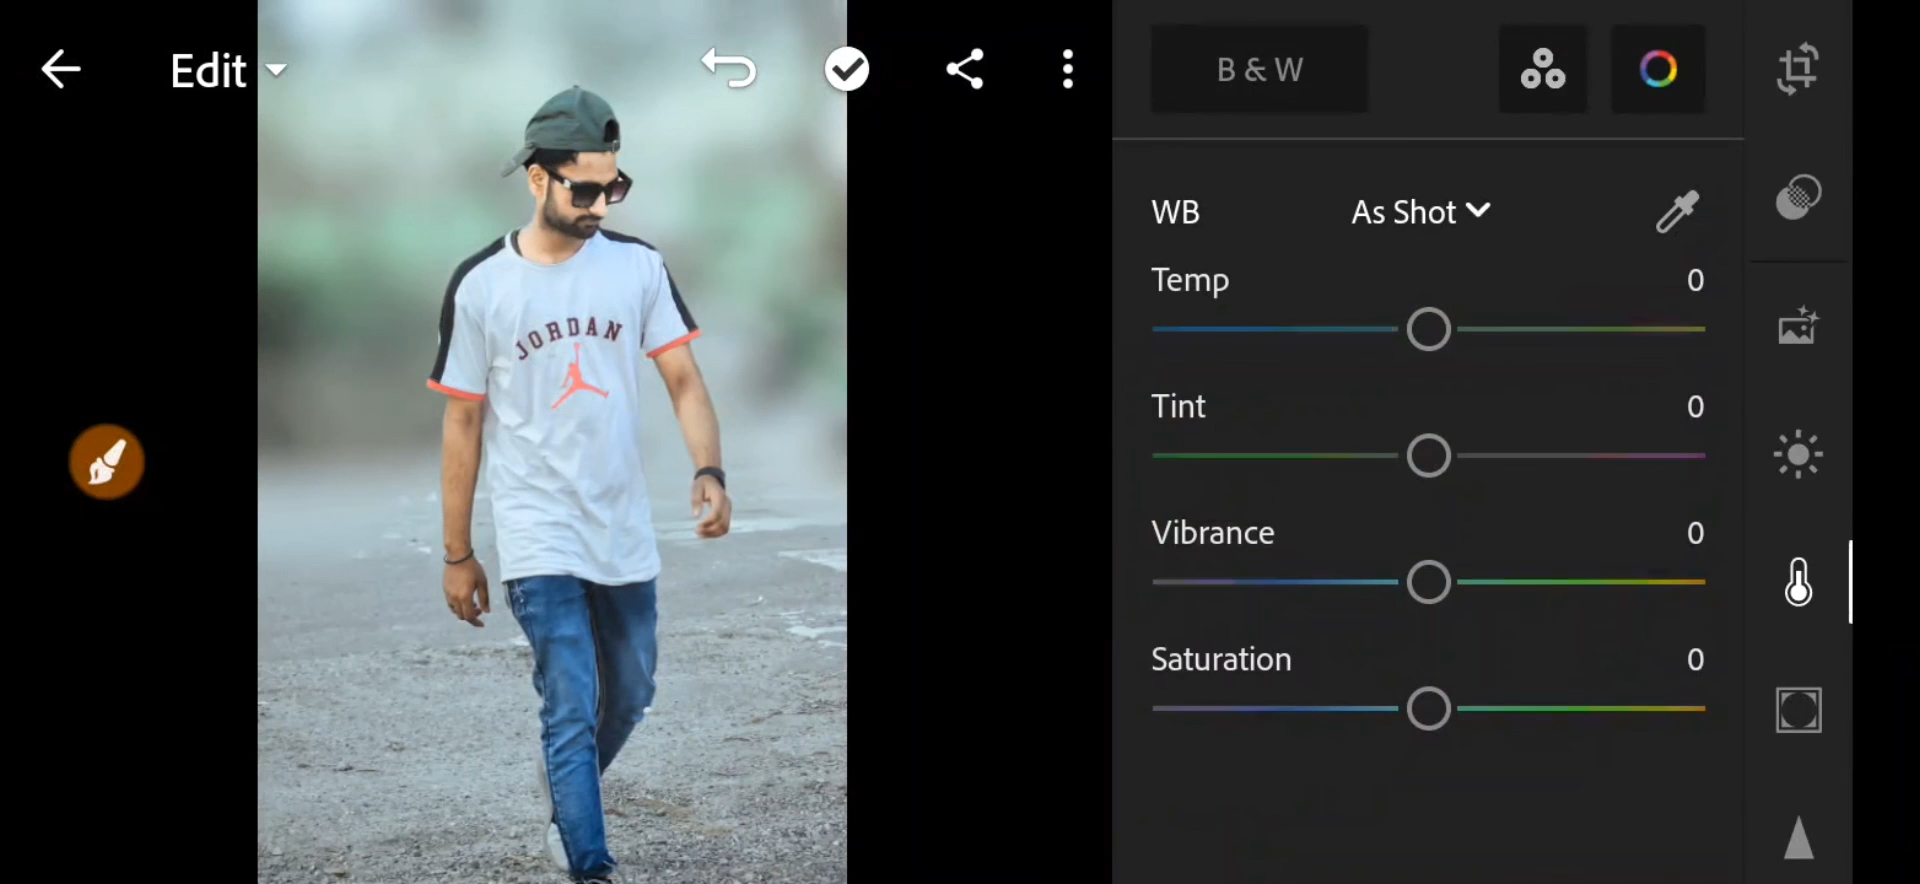 Edit
B & W
WB As Shot
Temp 0
Tint 0
Vibrance 0
Saturation 0
JORDAN